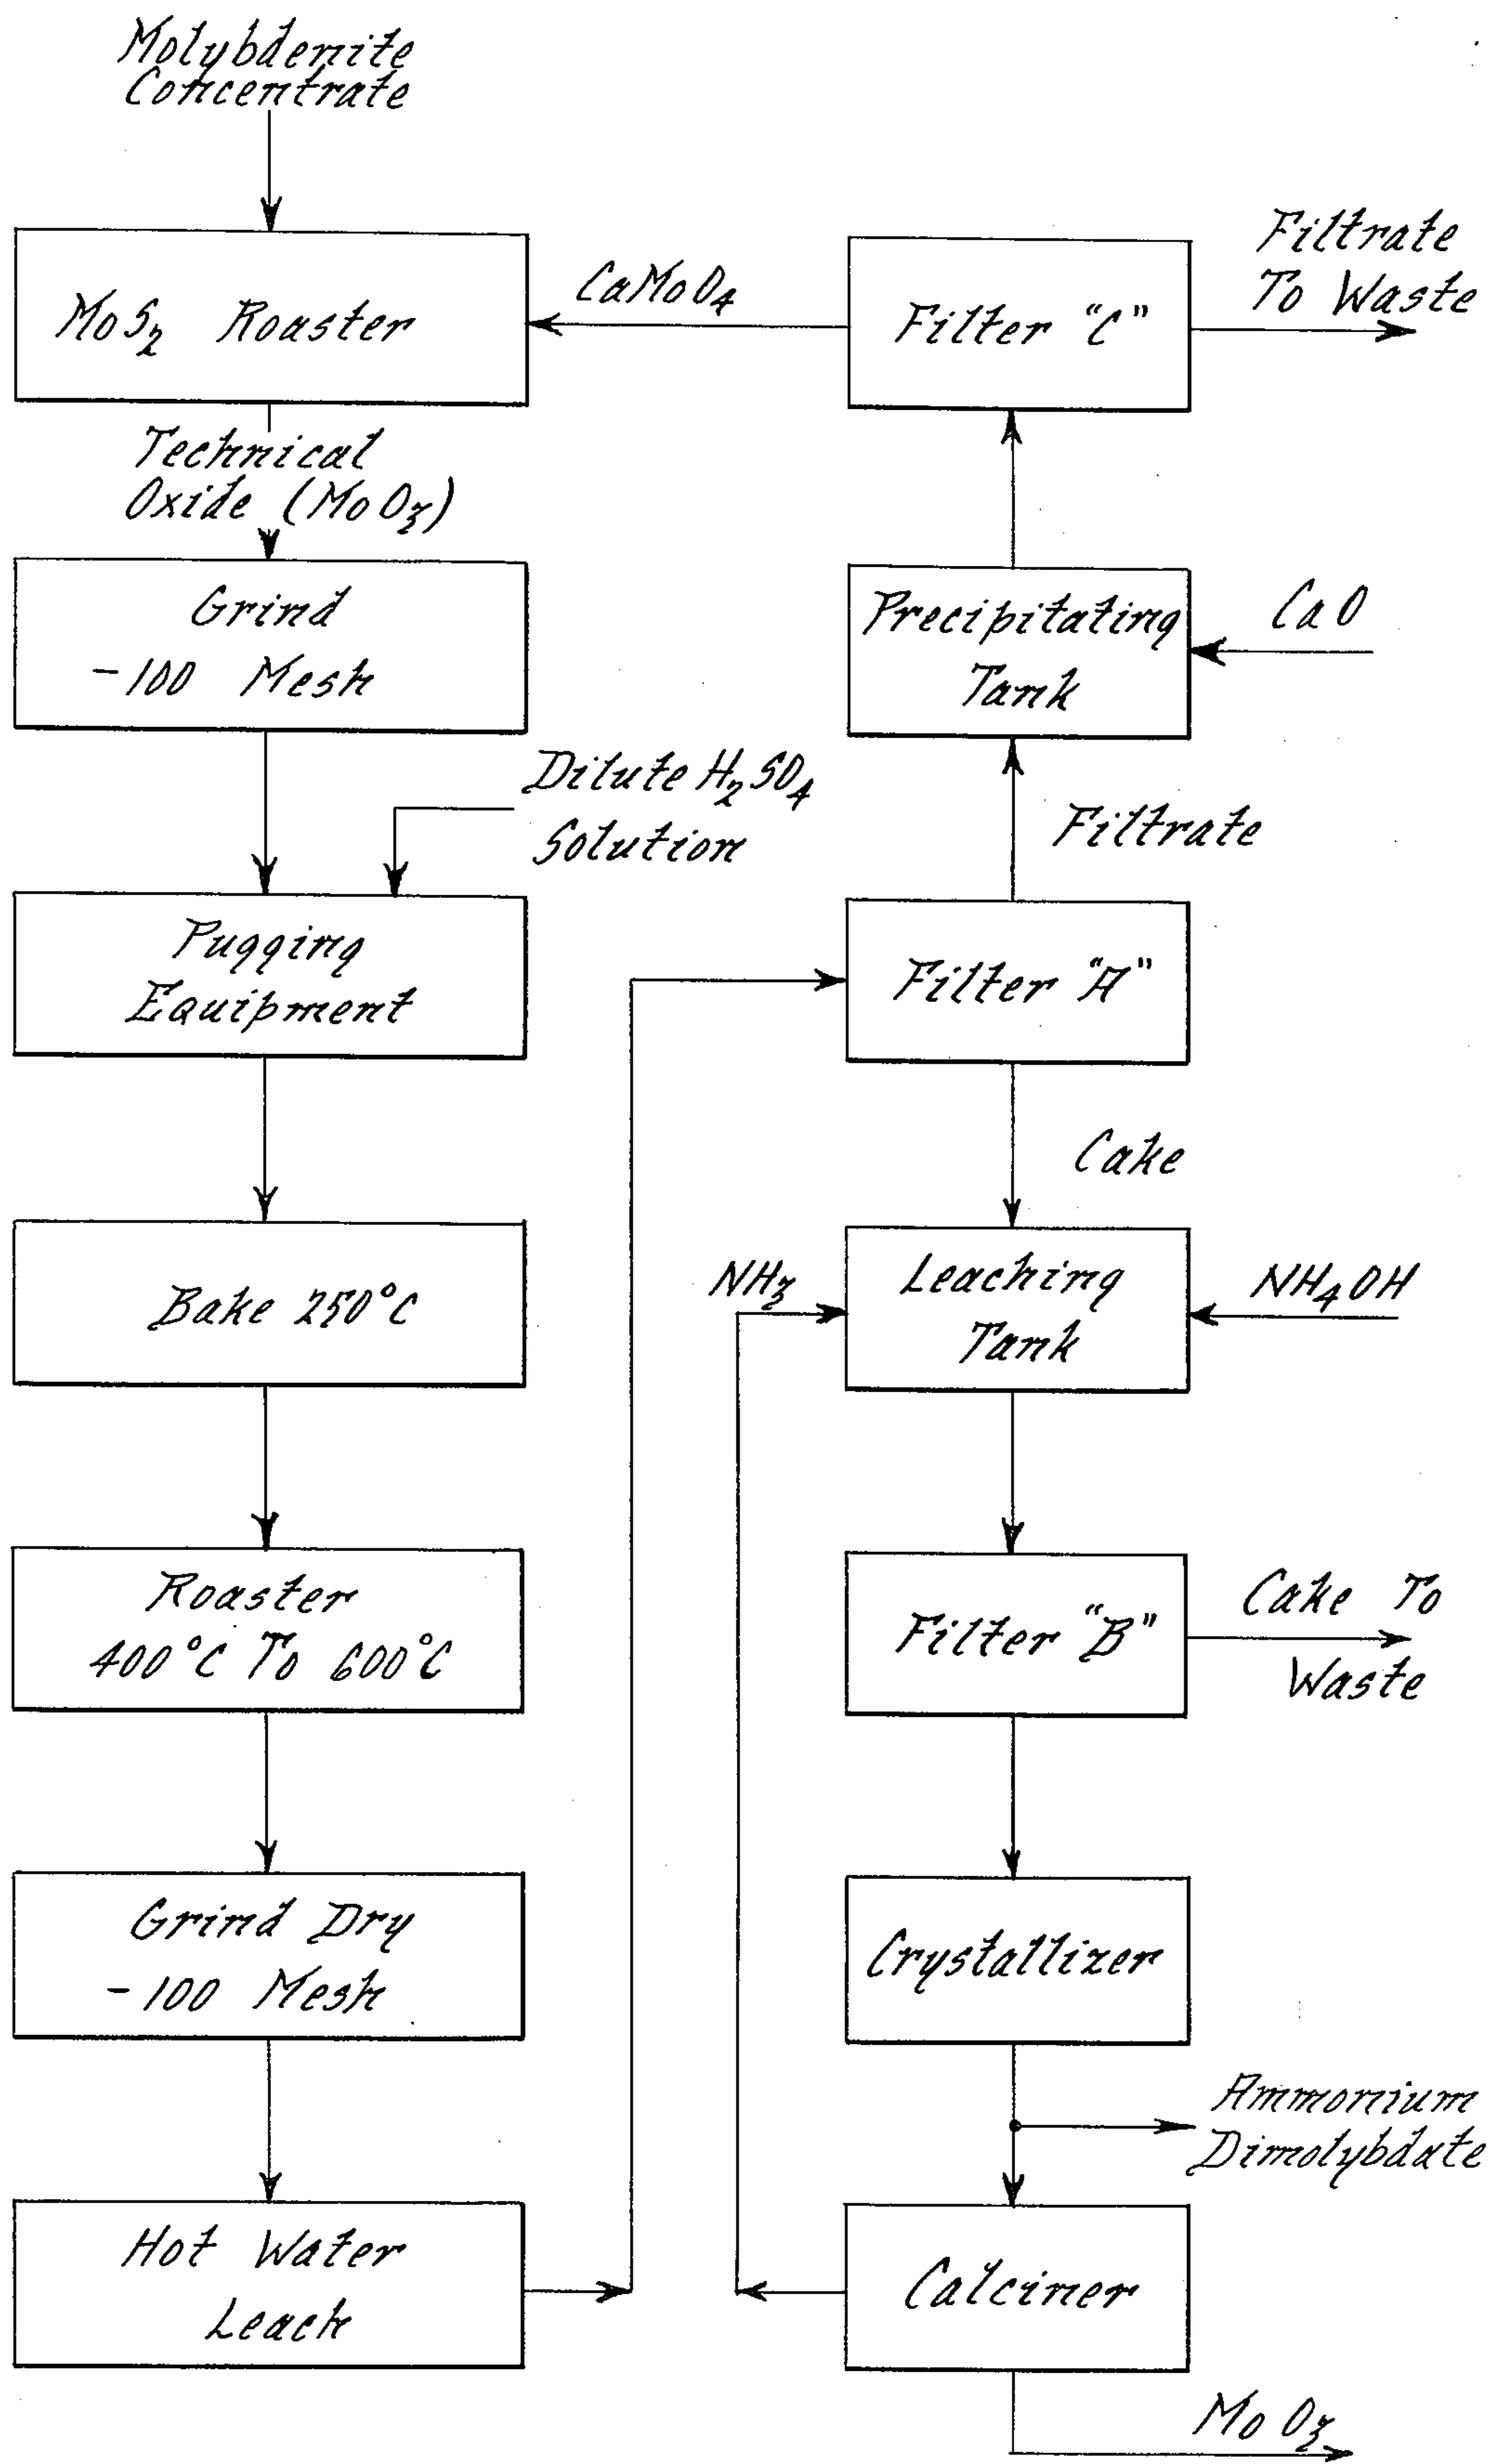 Molybdenite
Concentrate
MoS₂ Roaster
CaMoO₄
Filter "C"
Filtrate
To Waste
Technical
Oxide (MoO₃)
Grind
-100 Mesh
Precipitating
Tank
CaO
Dilute H₂SO₄
Solution
Filtrate
Pugging
Equipment
Filter "A"
Cake
Bake 250°C
NH₃
Leaching
Tank
NH₄OH
Roaster
400°C To 600°C
Filter "B"
Cake To
Waste
Grind Dry
-100 Mesh
Crystallizer
Ammonium
Dimolybdate
Hot Water
Leach
Calciner
MoO₃